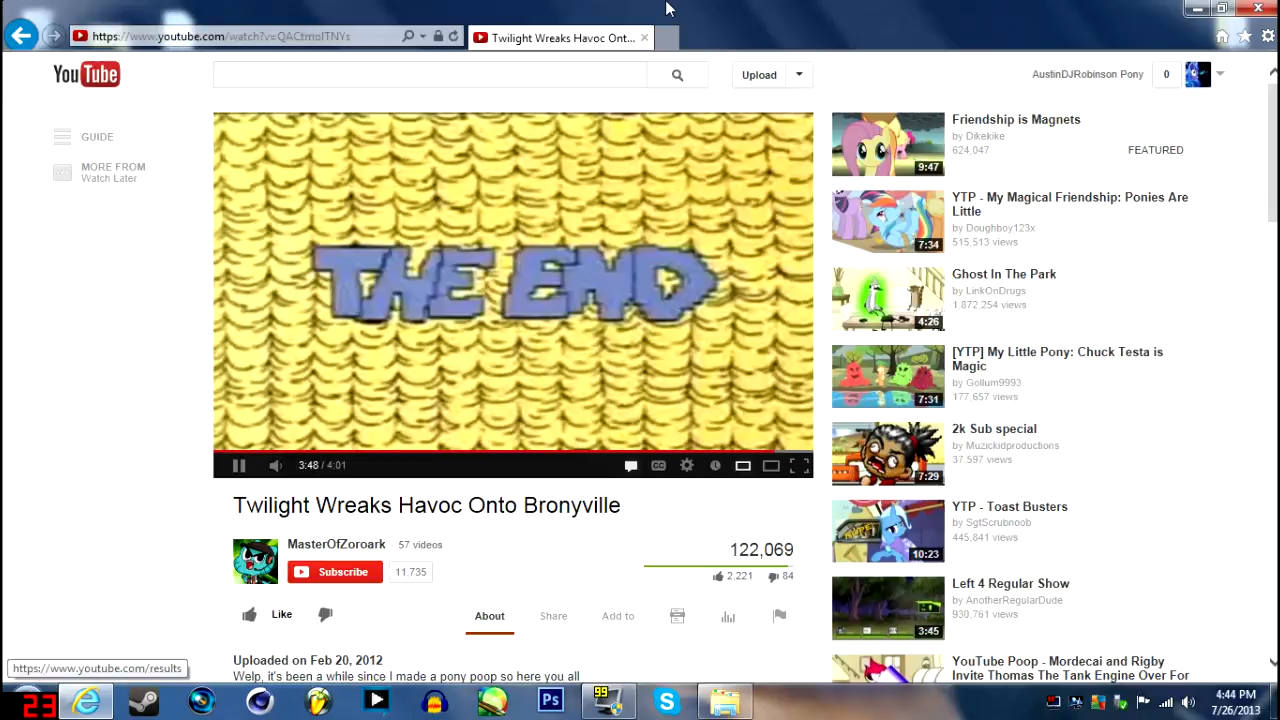 https://www.youtube.com/watch?v=QACtmolTNYs
Twilight Wreaks Havoc Ont...
YouTube
Upload
AustinDJRobinson Pony
0
GUIDE
MORE FROM
Watch Later
THE END
3:48 / 4:01
Twilight Wreaks Havoc Onto Bronyville
MasterOfZoroark · 57 videos
Subscribe
11,735
122,069
2,221
84
Like
About
Share
Add to
Uploaded on Feb 20, 2012
Welp, it's been a while since I made a pony poop so here you all
Friendship is Magnets
by Dikekike
624,047
FEATURED
9:47
YTP - My Magical Friendship: Ponies Are
Little
by Doughboy123x
515,513 views
7:34
Ghost In The Park
by LinkOnDrugs
1,872,254 views
4:26
[YTP] My Little Pony: Chuck Testa is
Magic
by Gollum9993
177,657 views
7:31
2k Sub special
by Muzickidproductions
37,597 views
7:29
YTP - Toast Busters
by SgtScrubnoob
445,841 views
10:23
Left 4 Regular Show
by AnotherRegularDude
930,761 views
3:45
YouTube Poop - Mordecai and Rigby
Invite Thomas The Tank Engine Over For
https://www.youtube.com/results
23
Ps
99
4:44 PM
7/26/2013